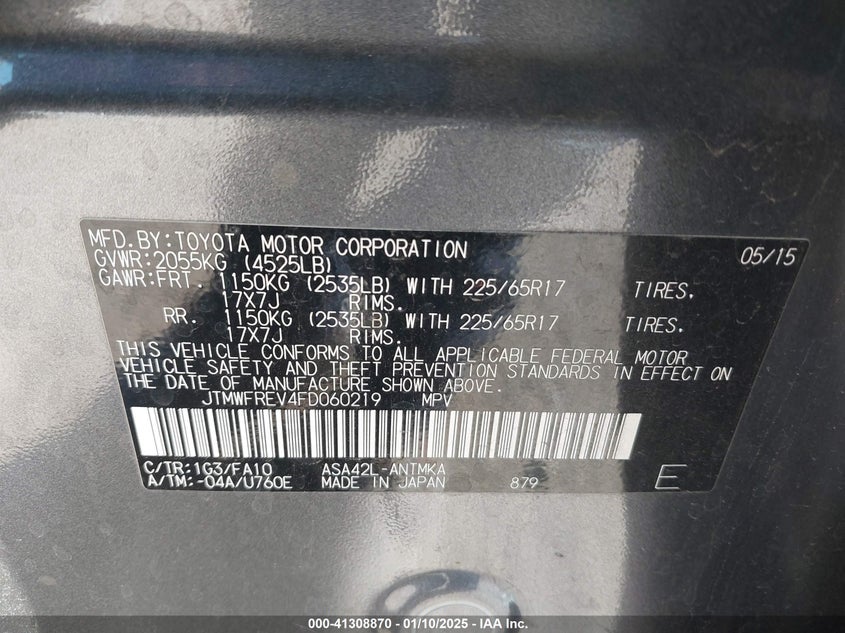 MFD.BY:TOYOTA MOTOR CORPORATION 05/15
GVWR:2055KG (4525LB)
GAWR:FRT. 1150KG (2535LB) WITH 225/65R17 TIRES,
17X7J RIMS.
RR. 1150KG (2535LB) WITH 225/65R17 TIRES,
17X7J RIMS.
THIS VEHICLE CONFORMS TO ALL APPLICABLE FEDERAL MOTOR
VEHICLE SAFETY AND THEFT PREVENTION STANDARDS IN EFFECT ON
THE DATE OF MANUFACTURE SHOWN ABOVE.
JTMWFREV4FD060219 MPV
C/TR:1G3/FA10 ASA42L-ANTMKA
A/TM:-04A/U760E MADE IN JAPAN 879 E
000-41308870 — 01/10/2025 - IAA Inc.